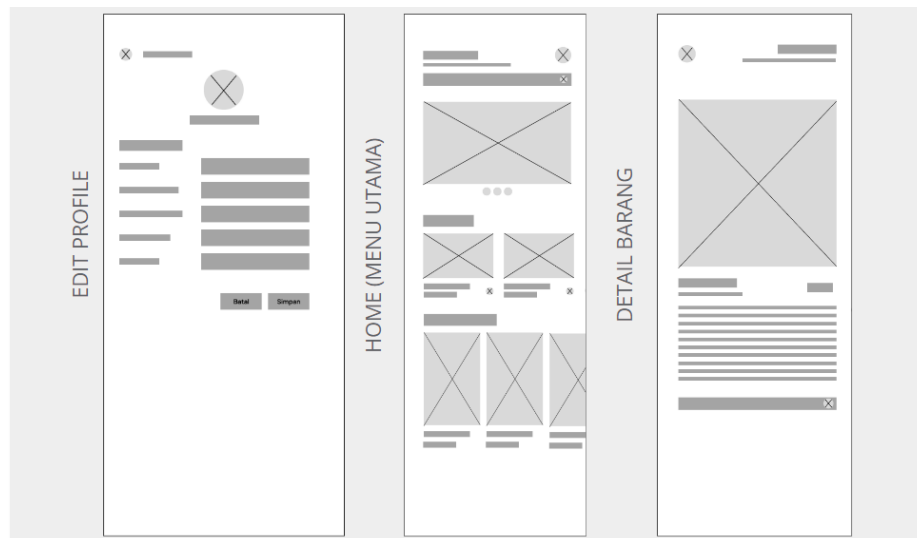 EDIT PROFILE
Batal
Simpan
HOME (MENU UTAMA)
DETAIL BARANG